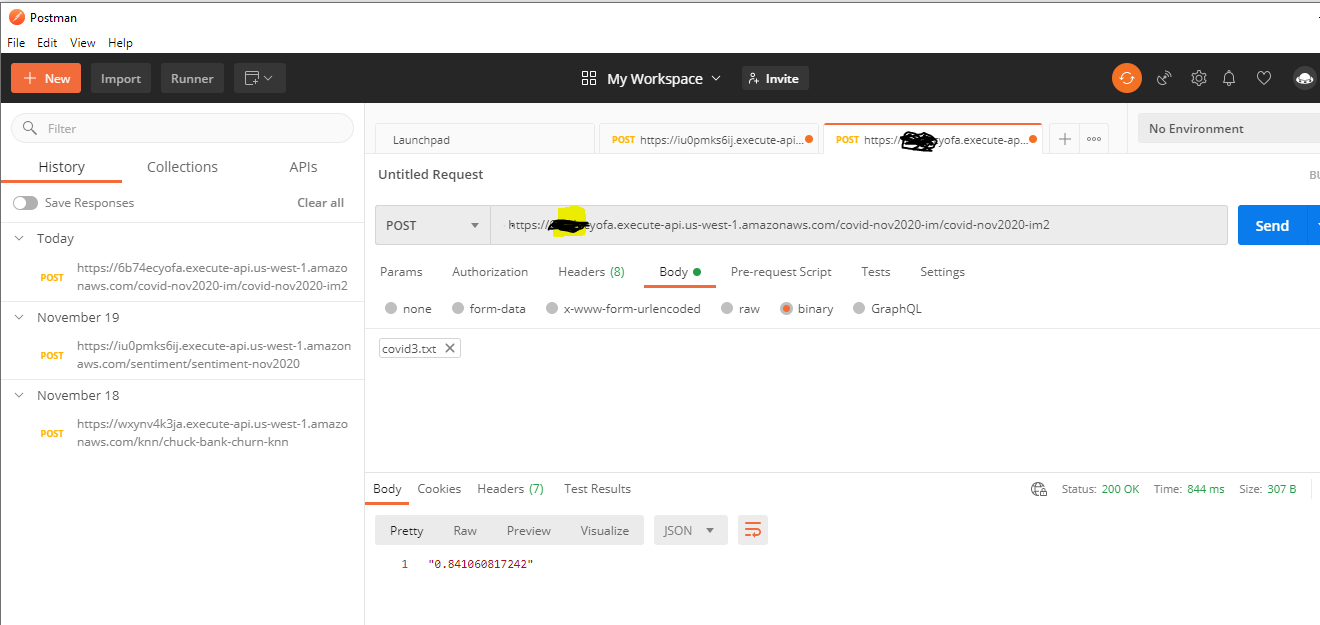 Postman
File Edit View Help
New Import Runner My Workspace Invite
Filter
History Collections APIs
Save Responses Clear all
Today
POST https://6b74ecyofa.execute-api.us-west-1.amazo
naws.com/covid-nov2020-im/covid-nov2020-im2
November 19
POST https://iu0pmks6ij.execute-api.us-west-1.amazon
aws.com/sentiment/sentiment-nov2020
November 18
POST https://wxynv4k3ja.execute-api.us-west-1.amazo
naws.com/knn/chuck-bank-churn-knn
Launchpad POST https://iu0pmks6ij.execute-api... POST https:// yofa.execute-ap... No Environment
Untitled Request BU
POST https:// eyofa.execute-api.us-west-1.amazonaws.com/covid-nov2020-im/covid-nov2020-im2 Send
Params Authorization Headers (8) Body Pre-request Script Tests Settings
none form-data x-www-form-urlencoded raw binary GraphQL
covid3.txt
Body Cookies Headers (7) Test Results Status: 200 OK Time: 844 ms Size: 307 B
Pretty Raw Preview Visualize JSON
1 "0.841060817242"